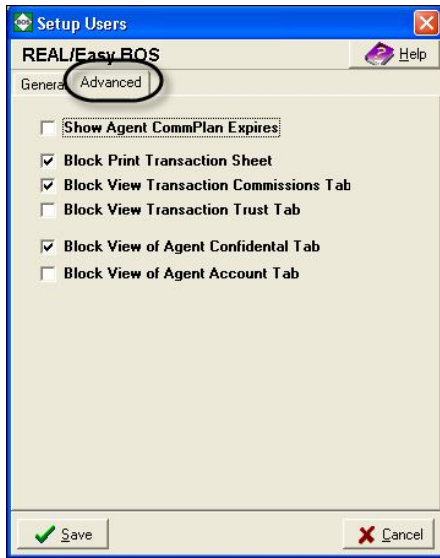 BOS Setup Users
REAL/Easy BOS
Help
General Advanced
Show Agent CommPlan Expires
Block Print Transaction Sheet
Block View Transaction Commissions Tab
Block View Transaction Trust Tab
Block View of Agent Confidental Tab
Block View of Agent Account Tab
Save
Cancel